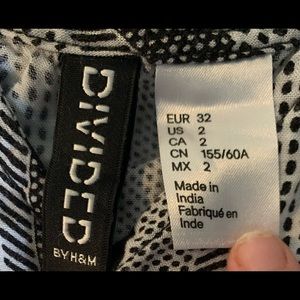 DIVIDED
BY H&M
EUR 32
US 2
CA 2
CN 155/60A
MX 2
Made in
India
Fabriqué en
Inde